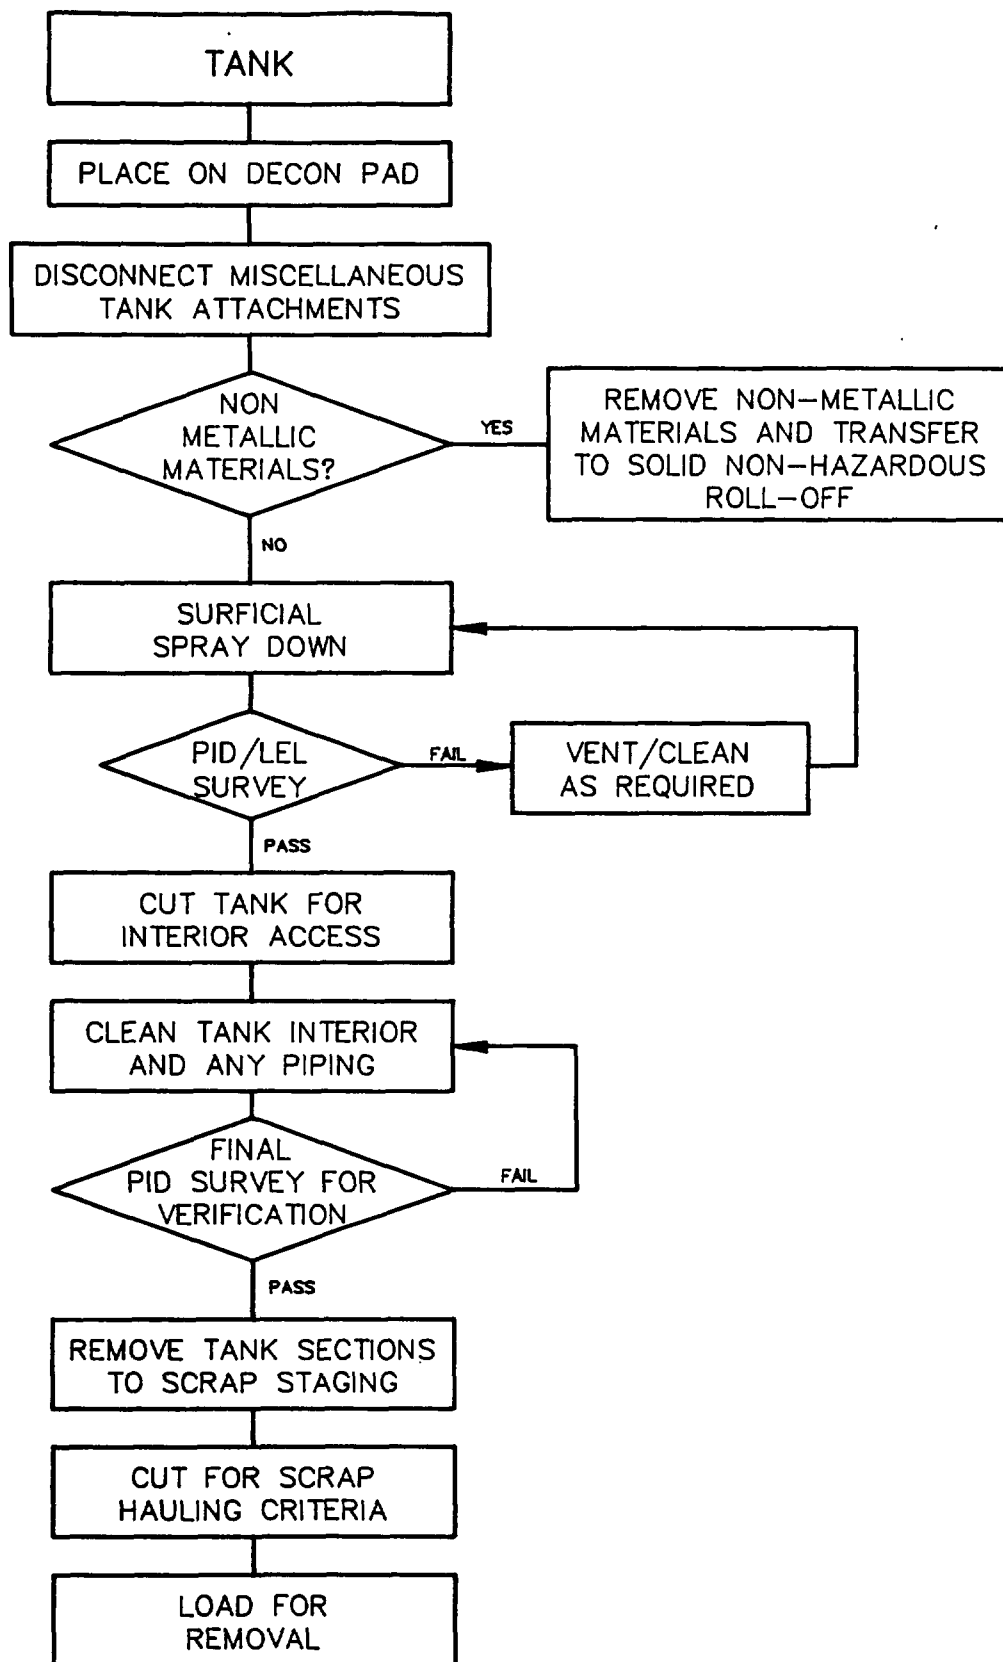 TANK
PLACE ON DECON PAD
DISCONNECT MISCELLANEOUS
TANK ATTACHMENTS
NON
METALLIC
MATERIALS?
YES
REMOVE NON-METALLIC
MATERIALS AND TRANSFER
TO SOLID NON-HAZARDOUS
ROLL-OFF
NO
SURFICIAL
SPRAY DOWN
PID/LEL
SURVEY
FAIL
VENT/CLEAN
AS REQUIRED
PASS
CUT TANK FOR
INTERIOR ACCESS
CLEAN TANK INTERIOR
AND ANY PIPING
FINAL
PID SURVEY FOR
VERIFICATION
FAIL
PASS
REMOVE TANK SECTIONS
TO SCRAP STAGING
CUT FOR SCRAP
HAULING CRITERIA
LOAD FOR
REMOVAL